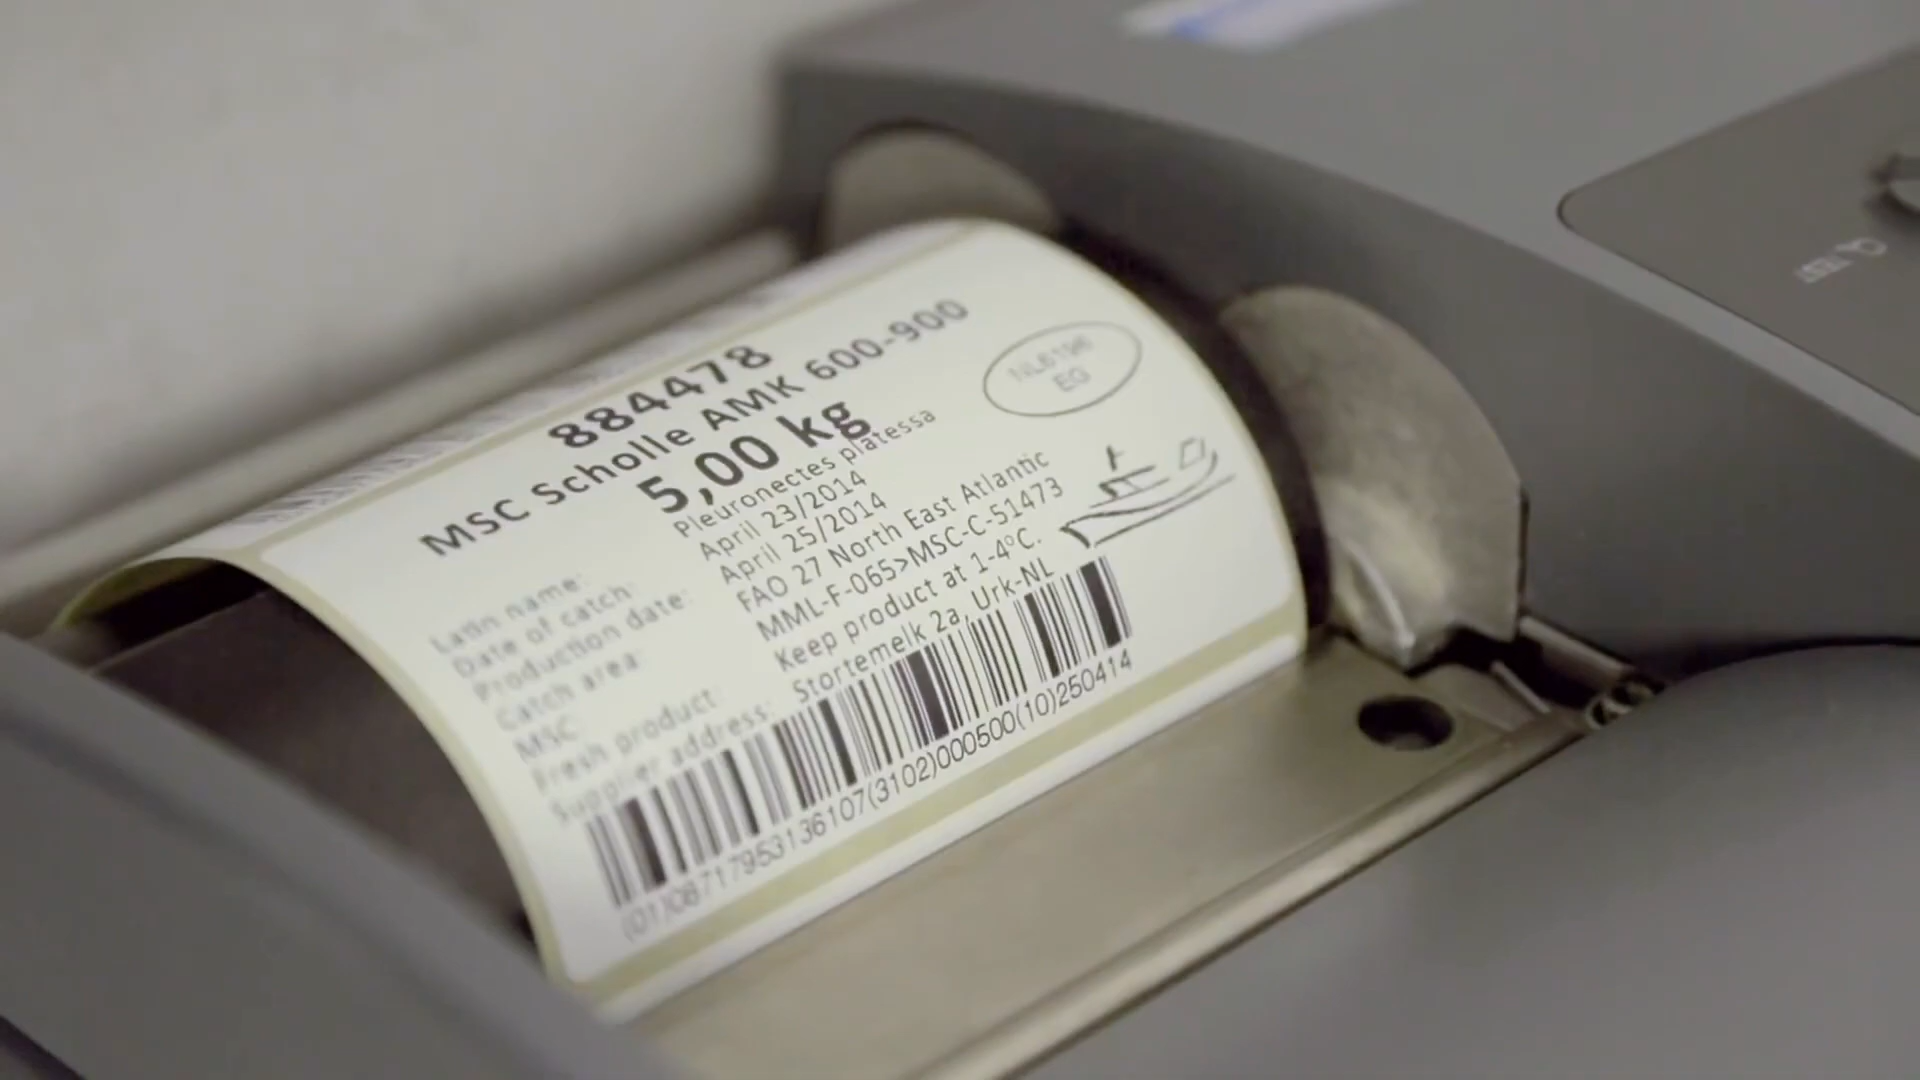 884478
MSC Scholle AMK 600-900
5,00 kg
EG
Latin name: Pleuronectes platessa
Date of catch: April 23/2014
Production date: April 25/2014
Catch area: FAO 27 North East Atlantic
MSC: MML-F-065>MSC-C-51473
Fresh product: Keep product at 1-4°C.
Supplier address: Stortemelk 2a, Urk-NL
(01)08717953136107(3102)000500(10)250414
TEST